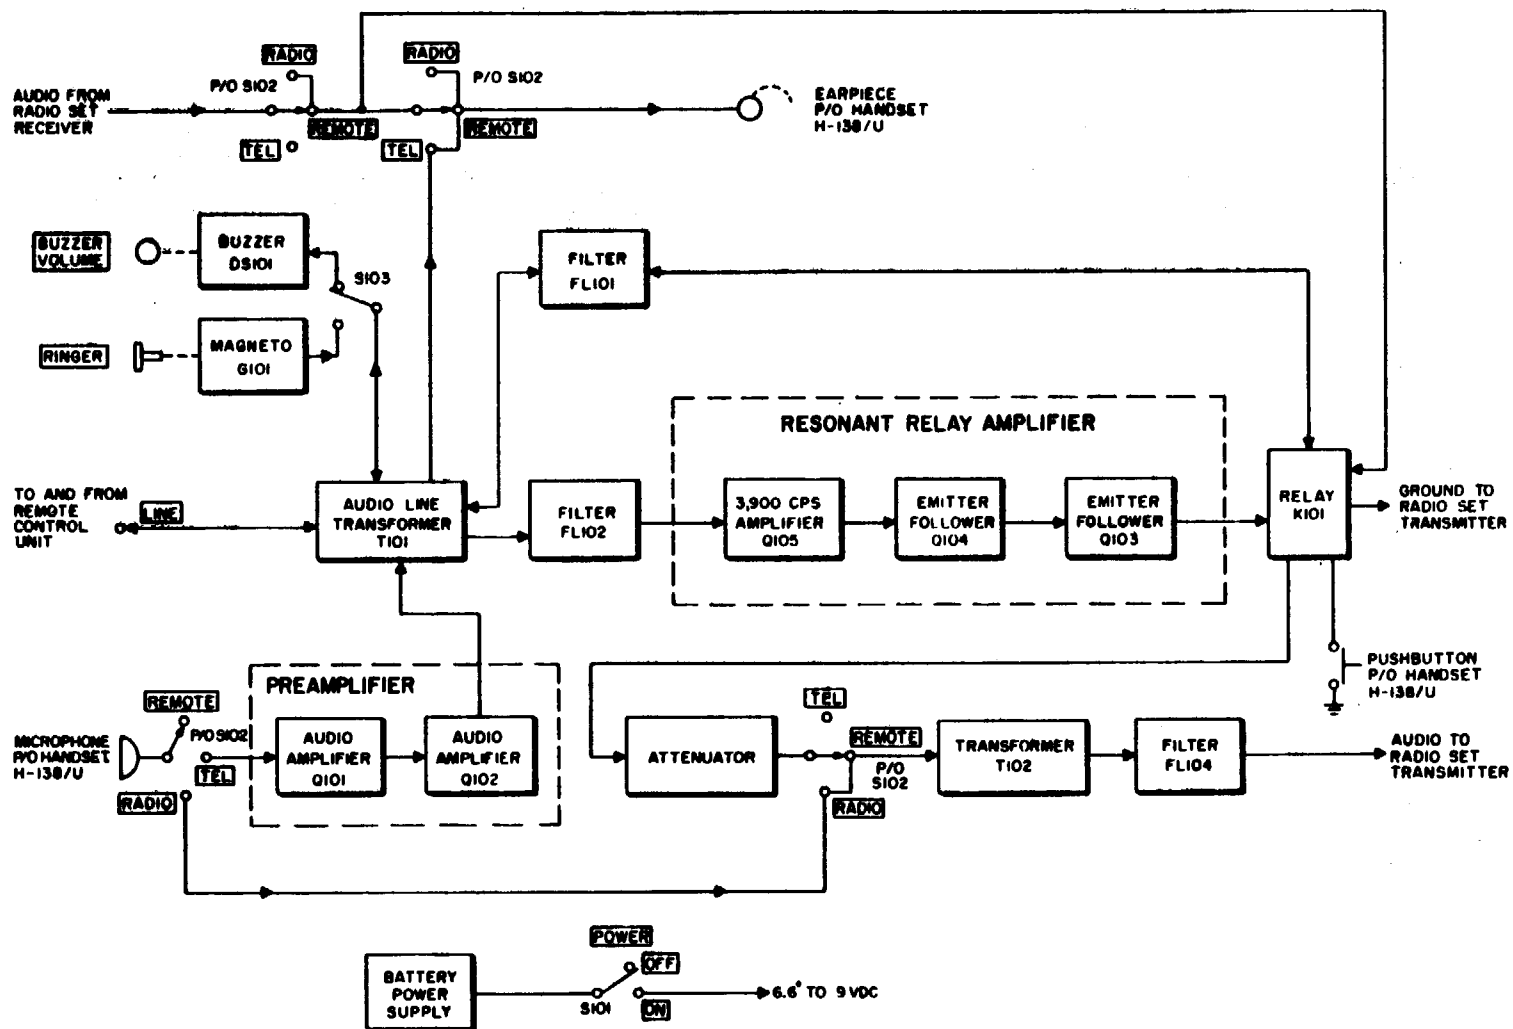 RADIO
RADIO
P/O S102
P/O S102
AUDIO FROM
RADIO SET
RECEIVER
EARPIECE
P/O HANDSET
H-138/U
REMOTE
REMOTE
TEL
TEL
BUZZER
VOLUME
BUZZER
DS101
S103
FILTER
FL101
RINGER
MAGNETO
G101
RESONANT RELAY AMPLIFIER
TO AND FROM
REMOTE
CONTROL
UNIT
LINE
AUDIO LINE
TRANSFORMER
T101
FILTER
FL102
3,900 CPS
AMPLIFIER
Q105
EMITTER
FOLLOWER
Q104
EMITTER
FOLLOWER
Q103
RELAY
K101
GROUND TO
RADIO SET
TRANSMITTER
PUSHBUTTON
P/O HANDSET
H-138/U
PREAMPLIFIER
REMOTE
P/O S102
MICROPHONE
P/O HANDSET
H-138/U
TEL
RADIO
AUDIO
AMPLIFIER
Q101
AUDIO
AMPLIFIER
Q102
ATTENUATOR
TEL
REMOTE
P/O
S102
RADIO
TRANSFORMER
T102
FILTER
FL104
AUDIO TO
RADIO SET
TRANSMITTER
BATTERY
POWER
SUPPLY
POWER
OFF
S101
ON
6.6 TO 9 VDC